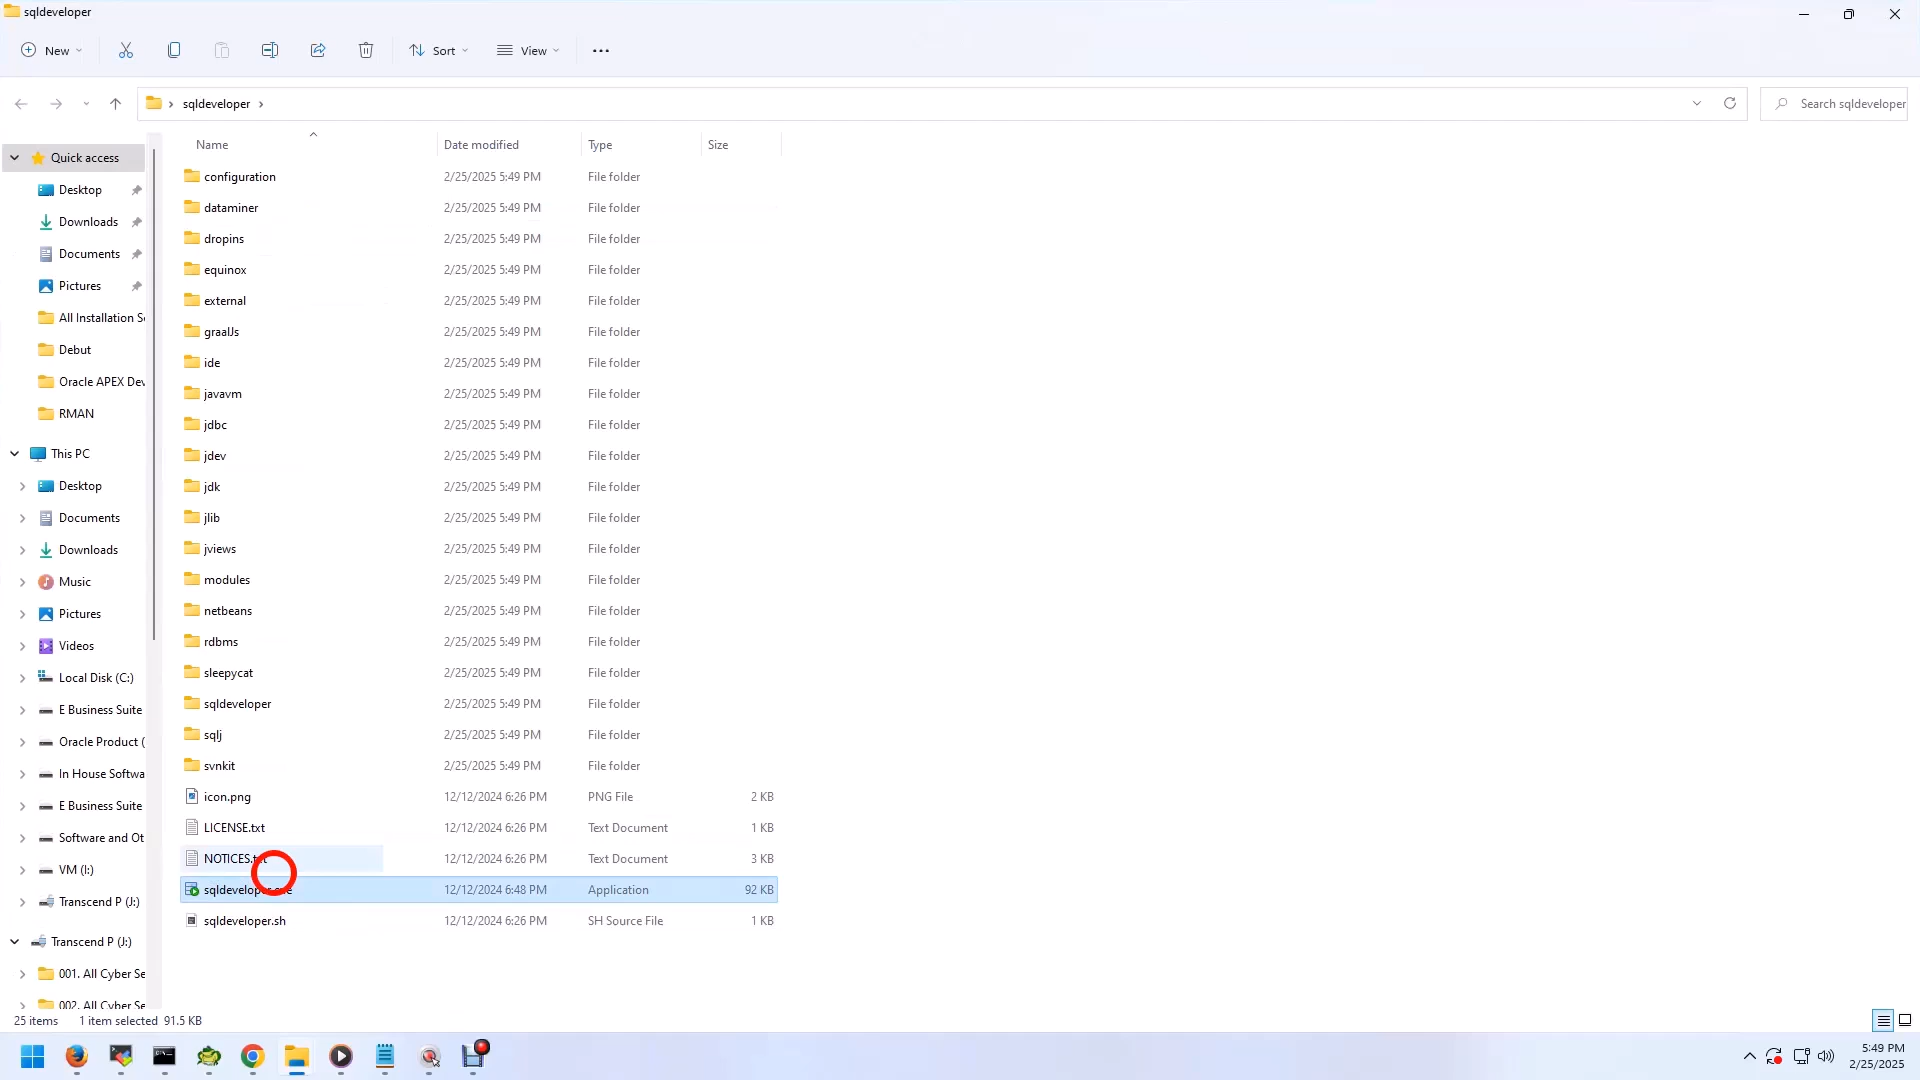 sqldeveloper
New
Sort
View
sqldeveloper
Search sqldeveloper
Name
Date modified
Type
Size
Quick access
Desktop
Downloads
Documents
Pictures
All Installation S
Debut
Oracle APEX Dev
RMAN
This PC
Desktop
Documents
Downloads
Music
Pictures
Videos
Local Disk (C:)
E Business Suite
Oracle Product (
In House Softwa
E Business Suite
Software and Ot
VM (I:)
Transcend P (J:)
Transcend P (J:)
001. All Cyber Se
002. All Cyber Se
configuration 2/25/2025 5:49 PM File folder
dataminer 2/25/2025 5:49 PM File folder
dropins 2/25/2025 5:49 PM File folder
equinox 2/25/2025 5:49 PM File folder
external 2/25/2025 5:49 PM File folder
graalJs 2/25/2025 5:49 PM File folder
ide 2/25/2025 5:49 PM File folder
javavm 2/25/2025 5:49 PM File folder
jdbc 2/25/2025 5:49 PM File folder
jdev 2/25/2025 5:49 PM File folder
jdk 2/25/2025 5:49 PM File folder
jlib 2/25/2025 5:49 PM File folder
jviews 2/25/2025 5:49 PM File folder
modules 2/25/2025 5:49 PM File folder
netbeans 2/25/2025 5:49 PM File folder
rdbms 2/25/2025 5:49 PM File folder
sleepycat 2/25/2025 5:49 PM File folder
sqldeveloper 2/25/2025 5:49 PM File folder
sqlj 2/25/2025 5:49 PM File folder
svnkit 2/25/2025 5:49 PM File folder
icon.png 12/12/2024 6:26 PM PNG File 2 KB
LICENSE.txt 12/12/2024 6:26 PM Text Document 1 KB
NOTICES.txt 12/12/2024 6:26 PM Text Document 3 KB
sqldeveloper.exe 12/12/2024 6:48 PM Application 92 KB
sqldeveloper.sh 12/12/2024 6:26 PM SH Source File 1 KB
25 items 1 item selected 91.5 KB
5:49 PM
2/25/2025